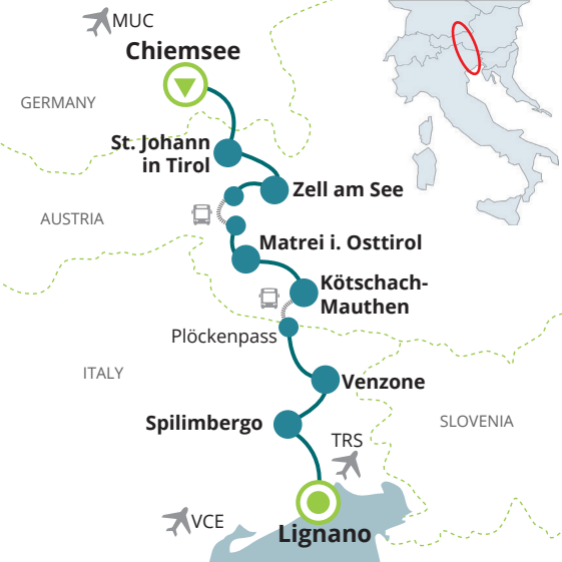 MUC
Chiemsee
GERMANY
St. Johann
in Tirol
Zell am See
AUSTRIA
Matrei i. Osttirol
Kötschach-
Mauthen
Plöckenpass
ITALY
Venzone
Spilimbergo
SLOVENIA
TRS
VCE
Lignano